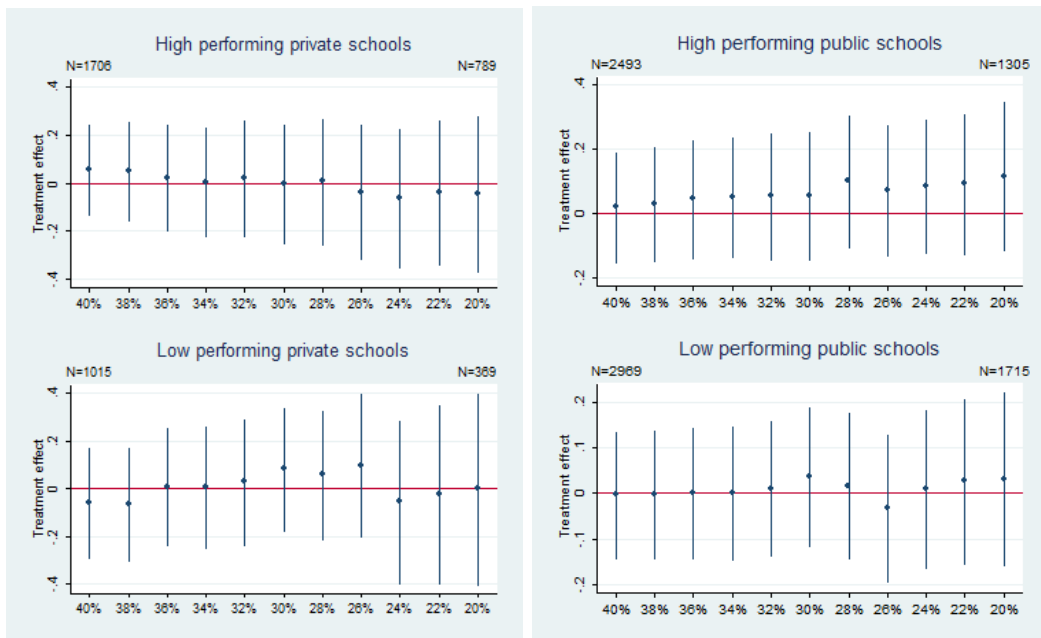 High performing private schools
N=1706 N=789
Treatment effect
.4
.2
0
-.2
-.4
40% 38% 36% 34% 32% 30% 28% 26% 24% 22% 20%
High performing public schools
N=2493 N=1305
Treatment effect
.4
.2
0
-.2
40% 38% 36% 34% 32% 30% 28% 26% 24% 22% 20%
Low performing private schools
N=1015 N=369
Treatment effect
.4
.2
0
-.2
-.4
40% 38% 36% 34% 32% 30% 28% 26% 24% 22% 20%
Low performing public schools
N=2969 N=1715
Treatment effect
.2
.1
0
-.1
-.2
40% 38% 36% 34% 32% 30% 28% 26% 24% 22% 20%